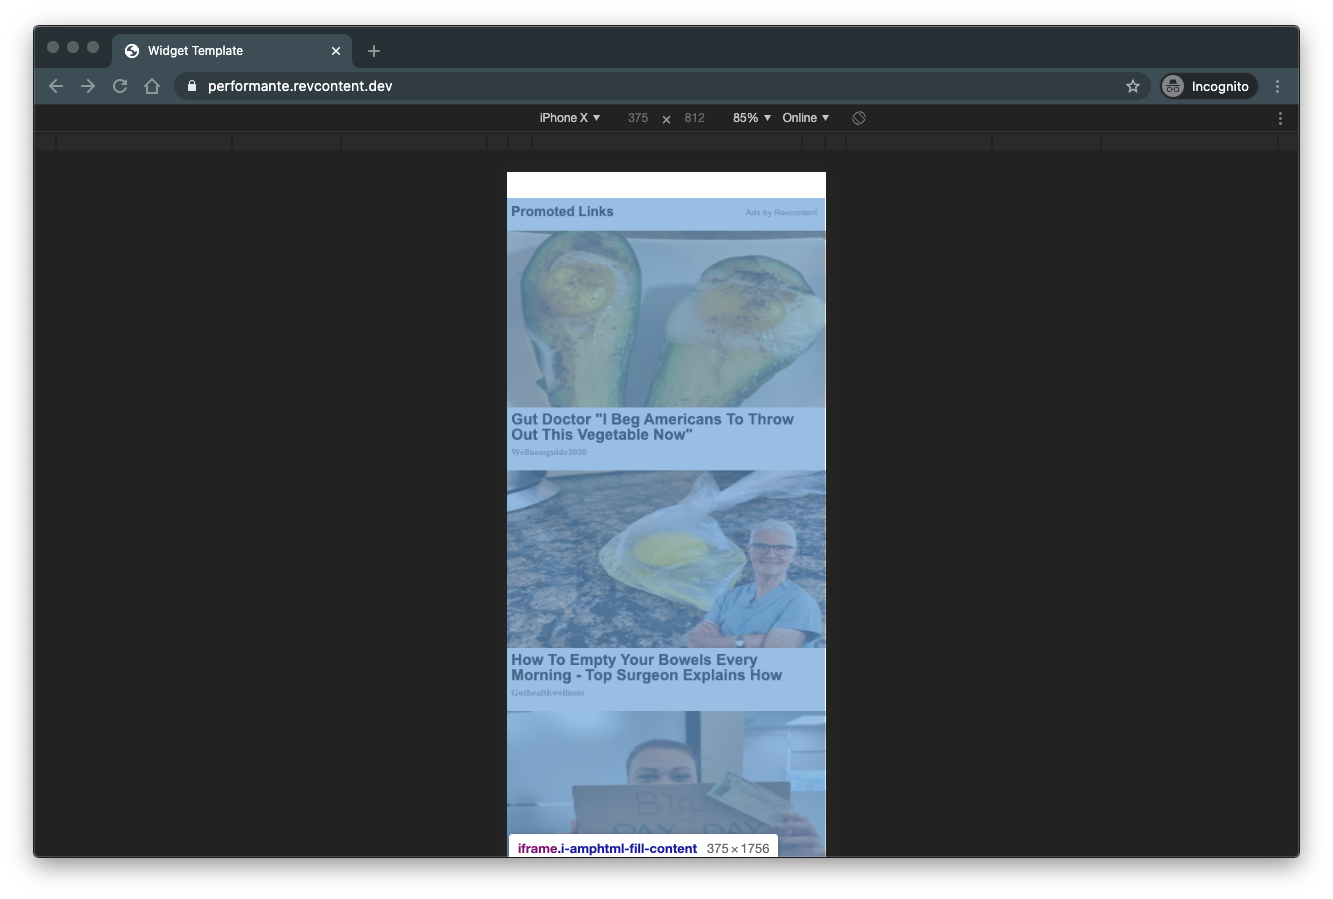 Widget Template
performante.revcontent.dev
Incognito
iPhone X ▼ 375 × 812 85% ▼ Online ▼
Promoted Links
Ads by Revcontent
Gut Doctor "I Beg Americans To Throw
Out This Vegetable Now"
Wellnessguide2020
How To Empty Your Bowels Every
Morning - Top Surgeon Explains How
Guthealthwellness
Big
PAY DAY
iframe.i-amphtml-fill-content 375 × 1756